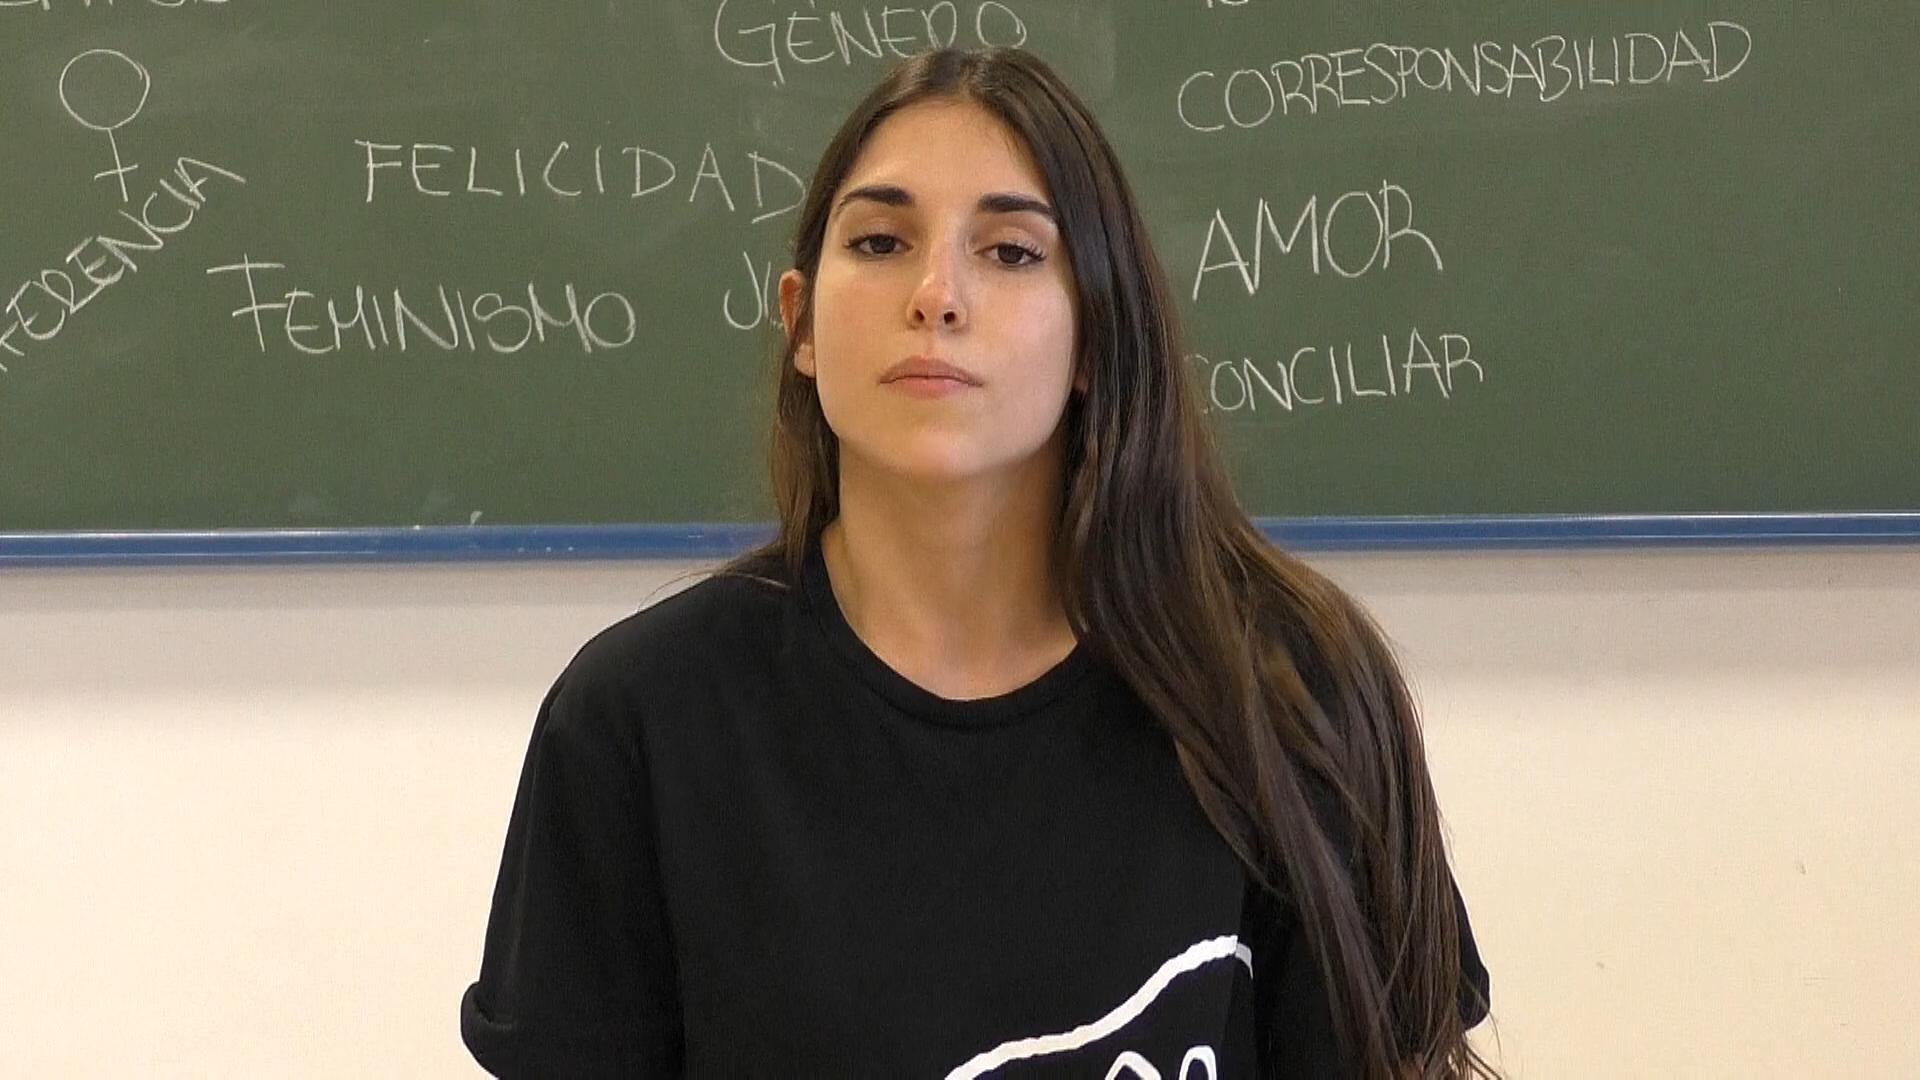 GÉNERO
CORRESPONSABILIDAD
FELICIDAD
AMOR
FEMINISMO
CONCILIAR